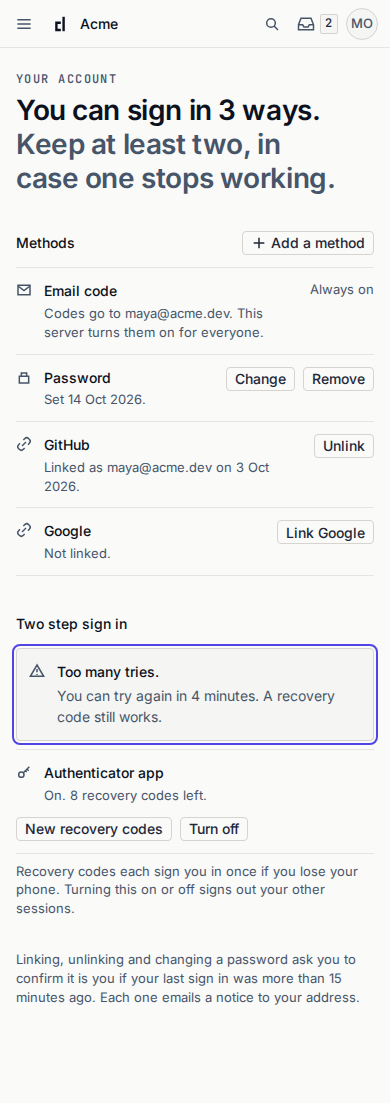 Acme
2
MO
YOUR ACCOUNT
You can sign in 3 ways.
Keep at least two, in
case one stops working.
Methods
Add a method
Email code
Always on
Codes go to maya@acme.dev. This
server turns them on for everyone.
Password
Change
Remove
Set 14 Oct 2026.
GitHub
Unlink
Linked as maya@acme.dev on 3 Oct
2026.
Google
Link Google
Not linked.
Two step sign in
Too many tries.
You can try again in 4 minutes. A recovery
code still works.
Authenticator app
On. 8 recovery codes left.
New recovery codes
Turn off
Recovery codes each sign you in once if you lose your
phone. Turning this on or off signs out your other
sessions.
Linking, unlinking and changing a password ask you to
confirm it is you if your last sign in was more than 15
minutes ago. Each one emails a notice to your address.